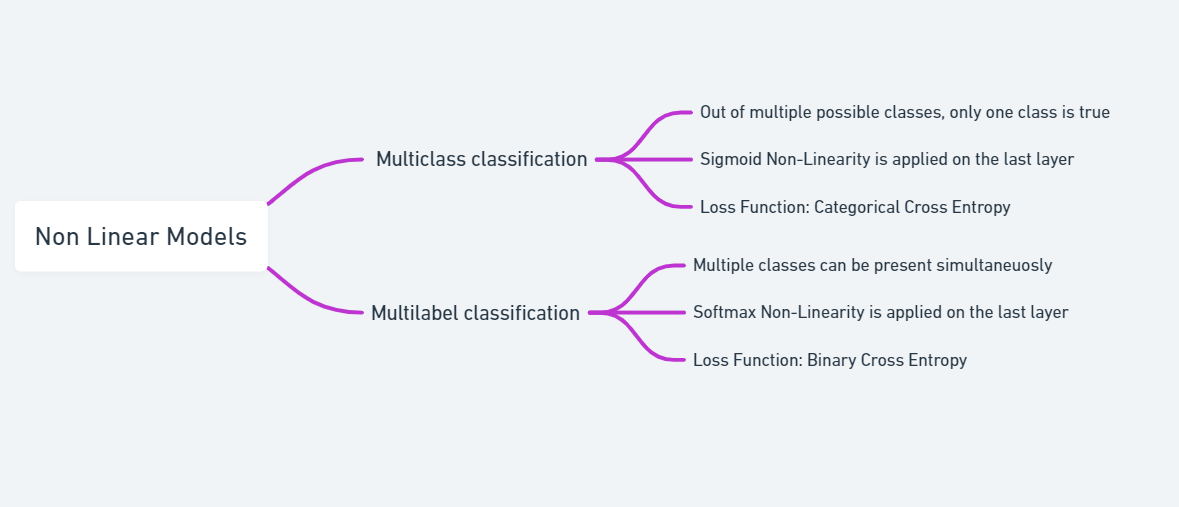 Non Linear Models
Multiclass classification
Out of multiple possible classes, only one class is true
Sigmoid Non-Linearity is applied on the last layer
Loss Function: Categorical Cross Entropy
Multilabel classification
Multiple classes can be present simultaneuosly
Softmax Non-Linearity is applied on the last layer
Loss Function: Binary Cross Entropy